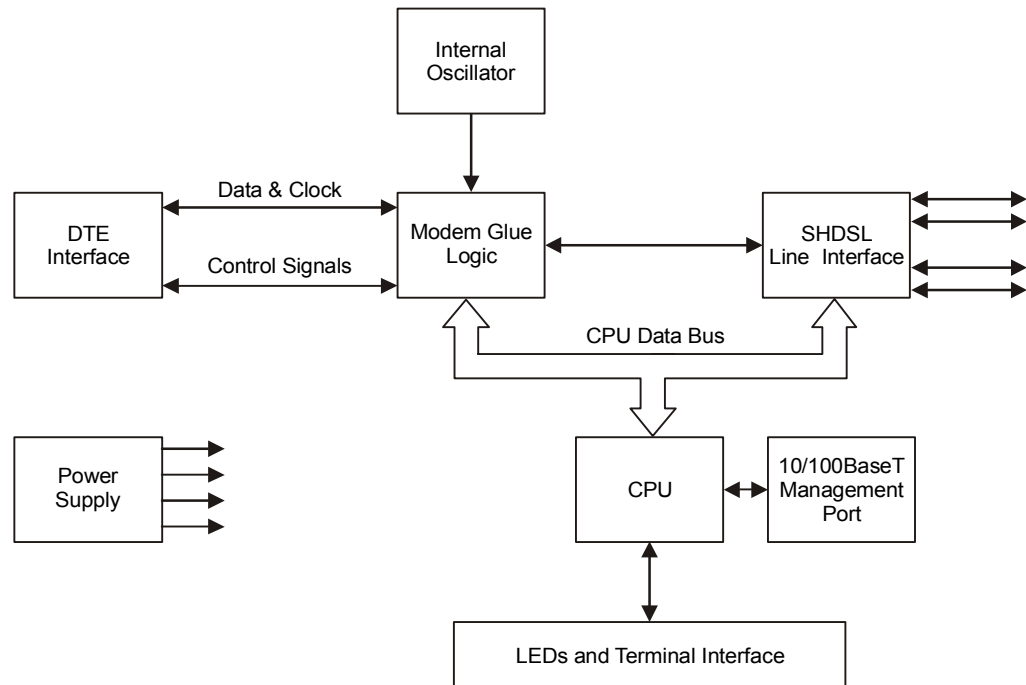 Internal
Oscillator
Data & Clock
DTE
Interface
Control Signals
Modem Glue
Logic
SHDSL
Line Interface
CPU Data Bus
Power
Supply
CPU
10/100BaseT
Management
Port
LEDs and Terminal Interface